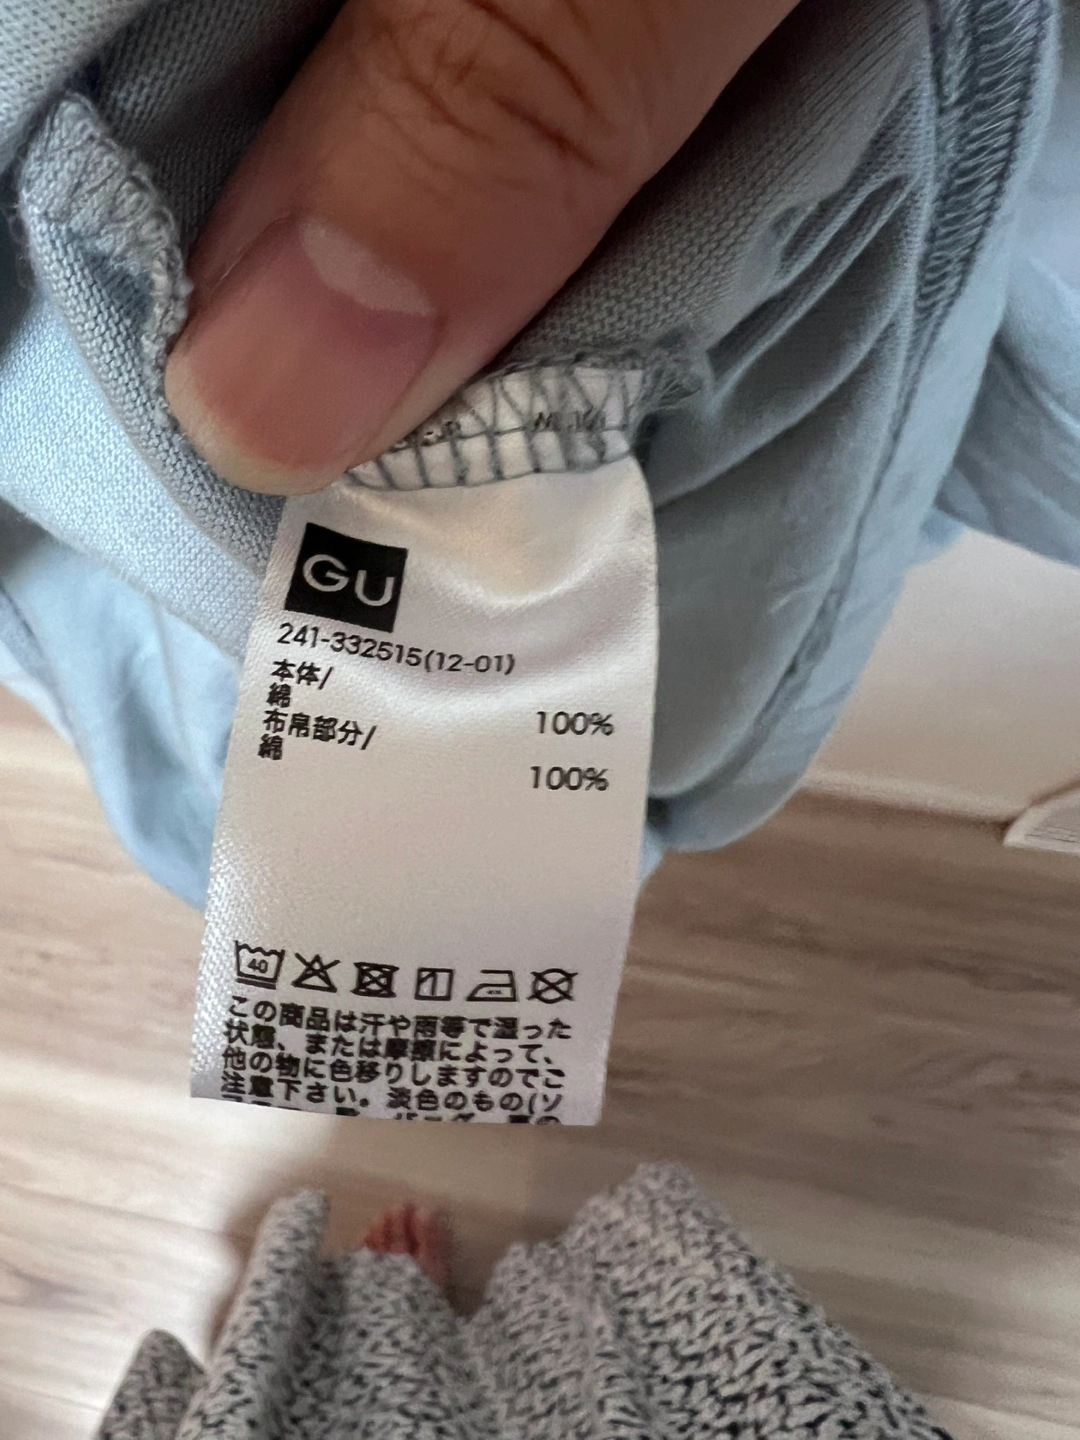 GU
241-332515(12-01)
本体/
綿 100%
布帛部分/
綿 100%
40
この商品は汗や雨等で湿った
状態、または摩擦によって、
他の物に色移りしますのでご
注意下さい。淡色のもの(ソ